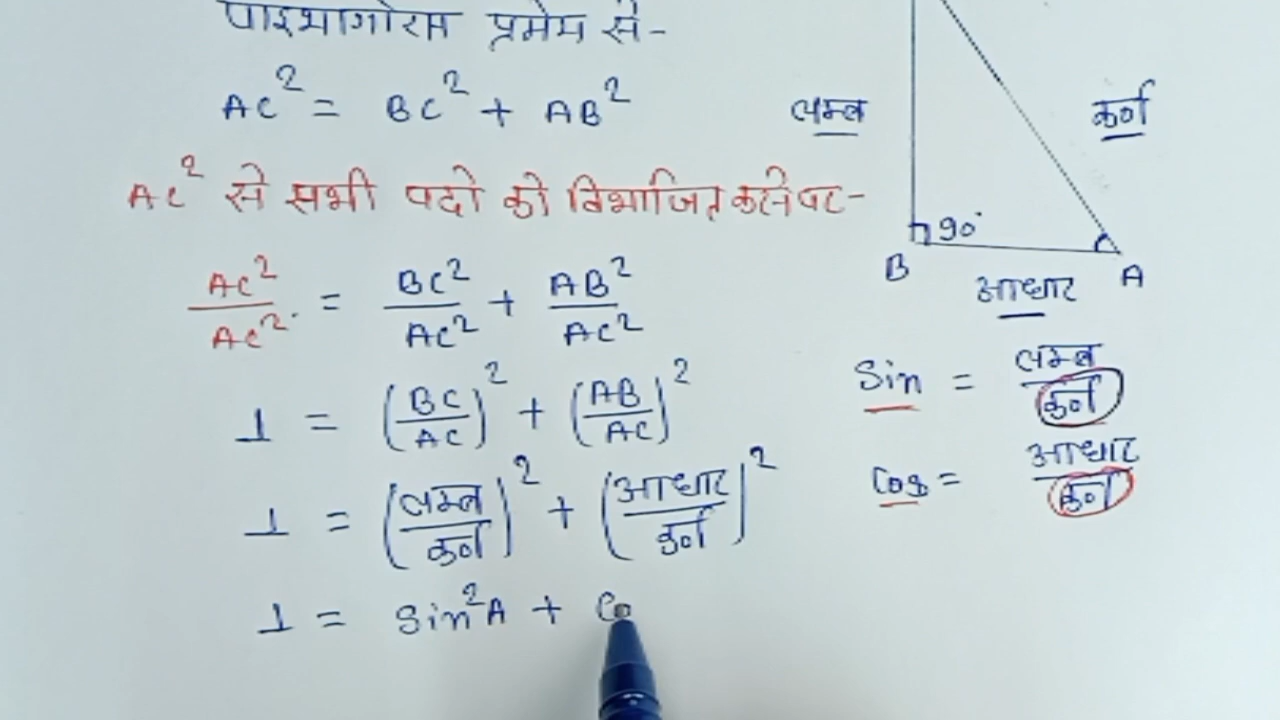 पाइथागोरस प्रमेय से-
AC² = BC² + AB²
AC² से सभी पदो को विभाजित करने पर-
AC²/AC² = BC²/AC² + AB²/AC²
1 = (BC/AC)² + (AB/AC)²
1 = (लम्ब/कर्ण)² + (आधार/कर्ण)²
1 = Sin²A + Co
लम्ब
कर्ण
90°
B
A
आधार
Sin = लम्ब/कर्ण
Cos = आधार/कर्ण